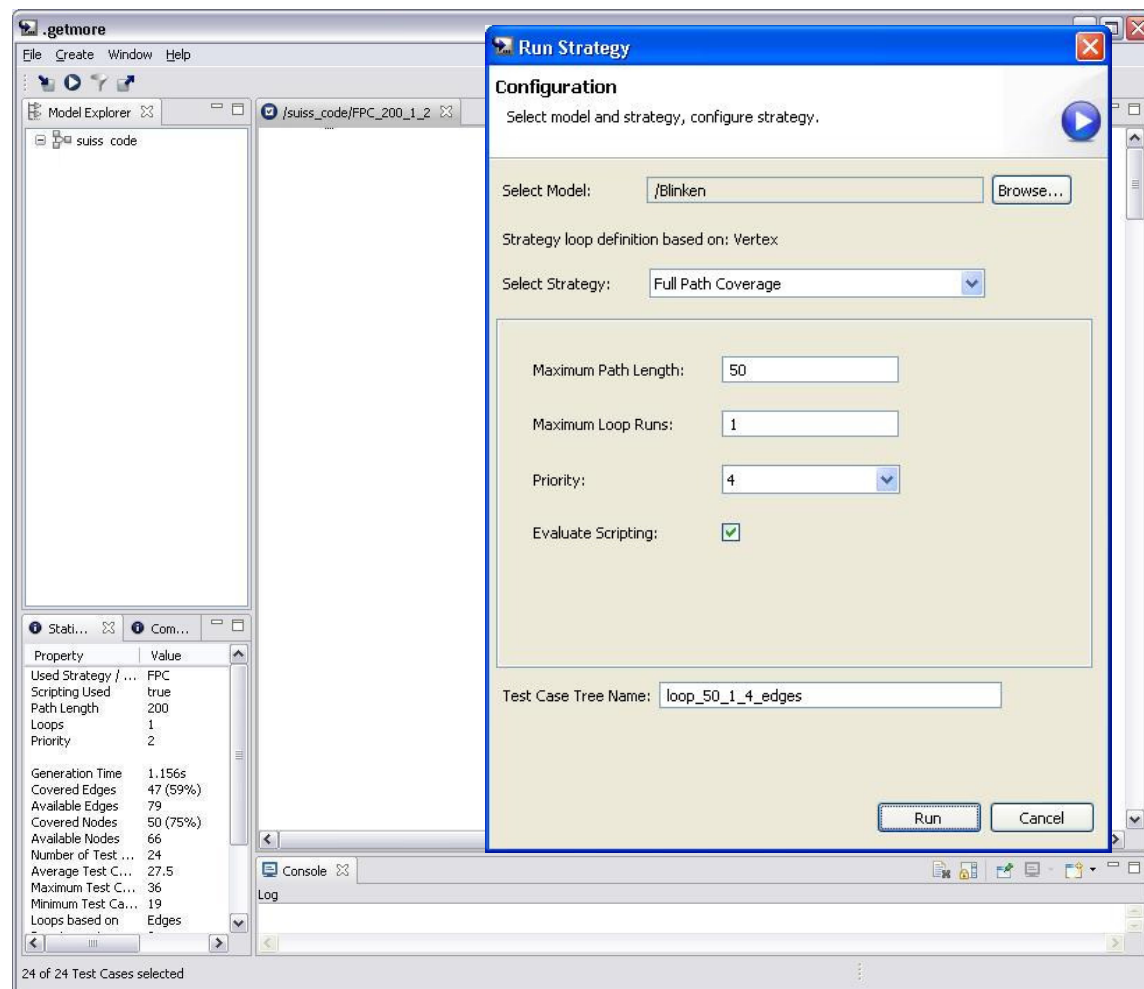 .getmore
File Create Window Help
Model Explorer
suiss code
/suiss_code/FPC_200_1_2
Run Strategy
Configuration
Select model and strategy, configure strategy.
Select Model: /Blinken Browse...
Strategy loop definition based on: Vertex
Select Strategy: Full Path Coverage
Maximum Path Length: 50
Maximum Loop Runs: 1
Priority: 4
Evaluate Scripting:
Test Case Tree Name: loop_50_1_4_edges
Run Cancel
Stati... Com...
Property Value
Used Strategy / ... FPC
Scripting Used true
Path Length 200
Loops 1
Priority 2
Generation Time 1.156s
Covered Edges 47 (59%)
Available Edges 79
Covered Nodes 50 (75%)
Available Nodes 66
Number of Test ... 24
Average Test C... 27.5
Maximum Test C... 36
Minimum Test Ca... 19
Loops based on Edges
Console
Log
24 of 24 Test Cases selected